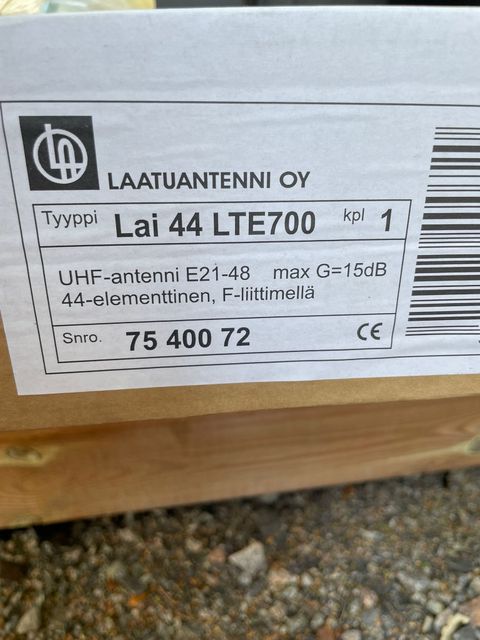 LA
LAATUANTENNI OY
Tyyppi Lai 44 LTE700 kpl 1
UHF-antenni E21-48 max G=15dB
44-elementtinen, F-liittimellä
Snro. 75 400 72 CE